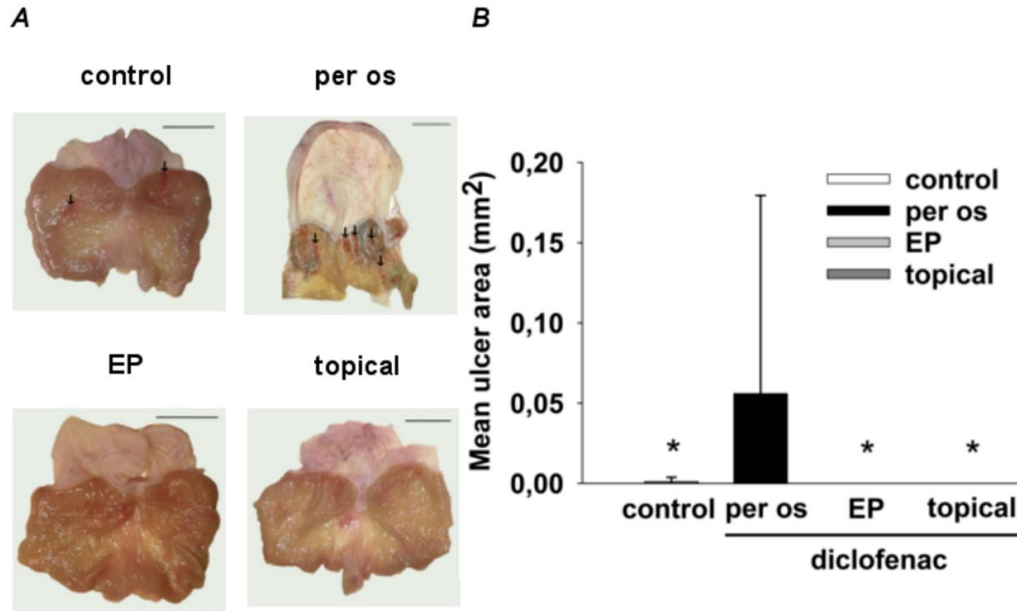 A
control
per os
EP
topical
B
Mean ulcer area (mm2)
0,20
0,15
0,10
0,05
0,00
control
per os
EP
topical
*
*
*
control
per os
EP
topical
diclofenac